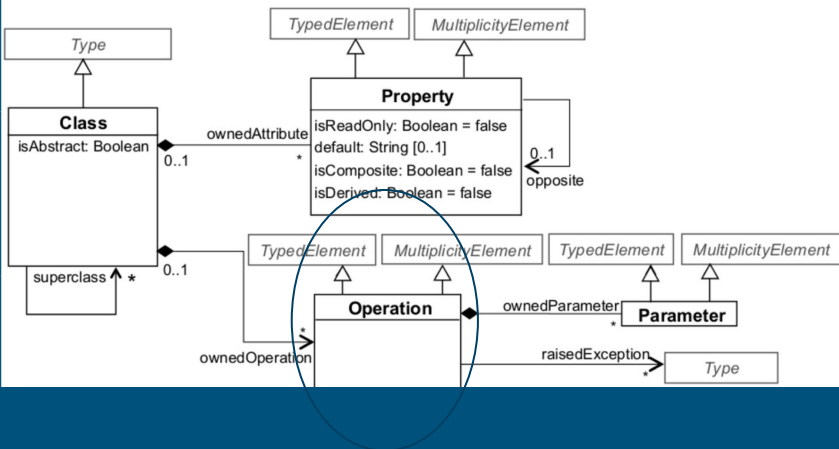 TypedElement
MultiplicityElement
Type
Property
Class
isAbstract: Boolean
ownedAttribute
0..1
*
isReadOnly: Boolean = false
default: String [0..1]
isComposite: Boolean = false
isDerived: Boolean = false
0..1
opposite
superclass
*
0..1
TypedElement
MultiplicityElement
TypedElement
MultiplicityElement
Operation
*
ownedOperation
ownedParameter
*
Parameter
raisedException
*
Type